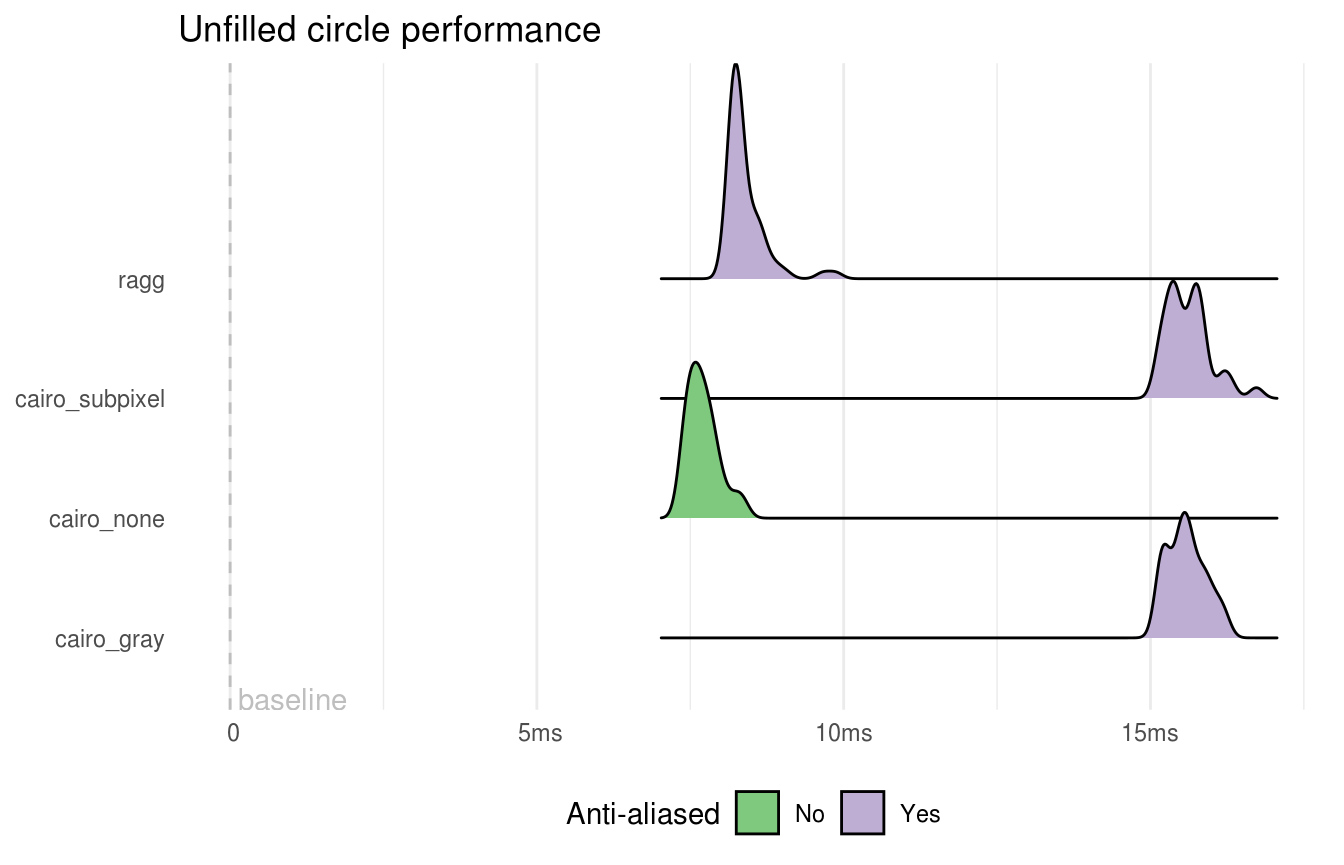 Unfilled circle performance
ragg
cairo_subpixel
cairo_none
cairo_gray
baseline
0 5ms 10ms 15ms
Anti-aliased No Yes